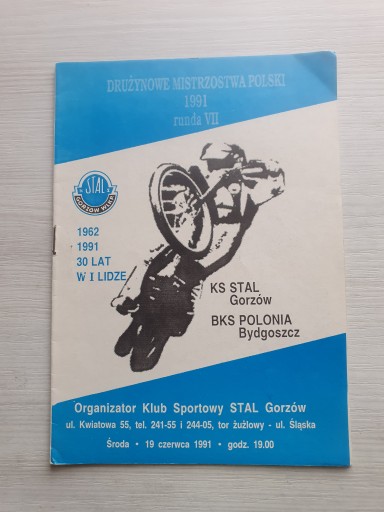 DRUŻYNOWE MISTRZOSTWA POLSKI
1991
runda VII
STAL
GORZÓW WLKP.
1962
1991
30 LAT
W I LIDZE
KS STAL
Gorzów
BKS POLONIA
Bydgoszcz
Organizator Klub Sportowy STAL Gorzów
ul. Kwiatowa 55, tel. 241-55 i 244-05, tor żużlowy - ul. Śląska
Środa • 19 czerwca 1991 • godz. 19.00